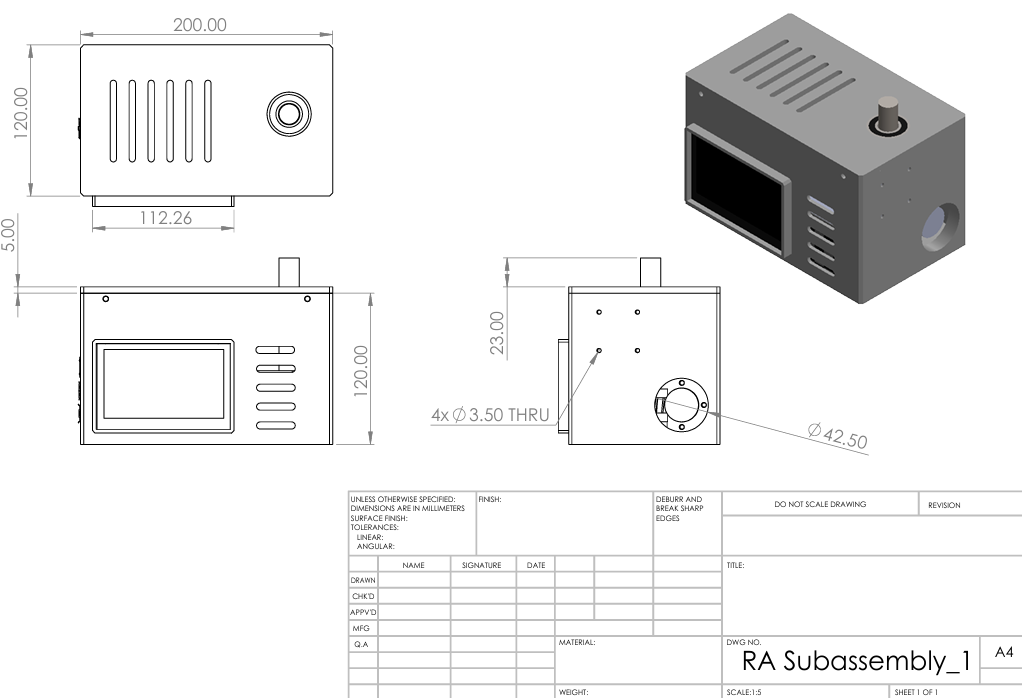 200.00
120.00
112.26
5.00
120.00
23.00
4x ∅ 3.50 THRU
∅ 42.50
UNLESS OTHERWISE SPECIFIED:
DIMENSIONS ARE IN MILLIMETERS
SURFACE FINISH:
TOLERANCES:
LINEAR:
ANGULAR:
FINISH:
DEBURR AND
BREAK SHARP
EDGES
DO NOT SCALE DRAWING
REVISION
NAME
SIGNATURE
DATE
TITLE:
DRAWN
CHK'D
APPV'D
MFG
Q.A
MATERIAL:
DWG NO.
RA Subassembly_1
A4
WEIGHT:
SCALE:1:5
SHEET 1 OF 1